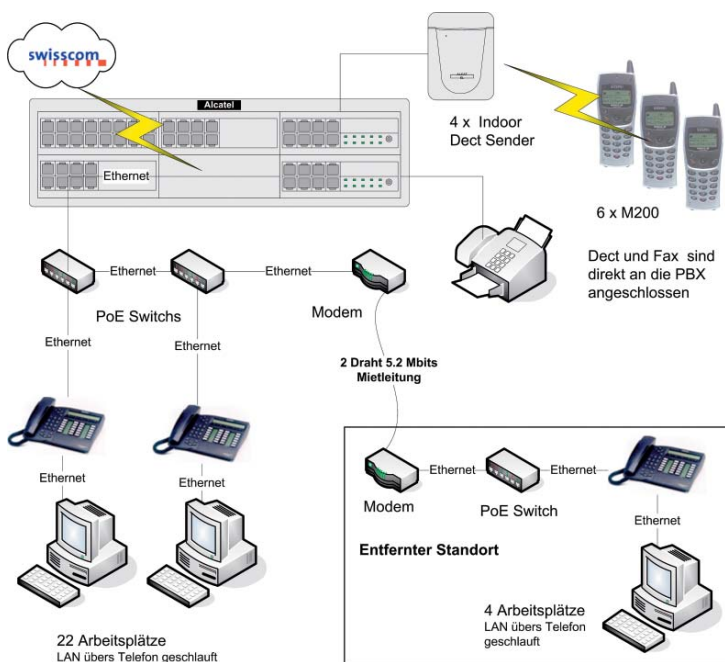 swisscom
Alcatel
4 x Indoor
Dect Sender
Ethernet
6 x M200
Dect und Fax sind
direkt an die PBX
angeschlossen
Ethernet
Ethernet
PoE Switchs
Modem
Ethernet
Ethernet
2 Draht 5.2 Mbits
Mietleitung
Ethernet
Ethernet
Ethernet
Ethernet
Modem
PoE Switch
Ethernet
Entfernter Standort
22 Arbeitsplätze
LAN übers Telefon geschlauft
4 Arbeitsplätze
LAN übers Telefon
geschlauft